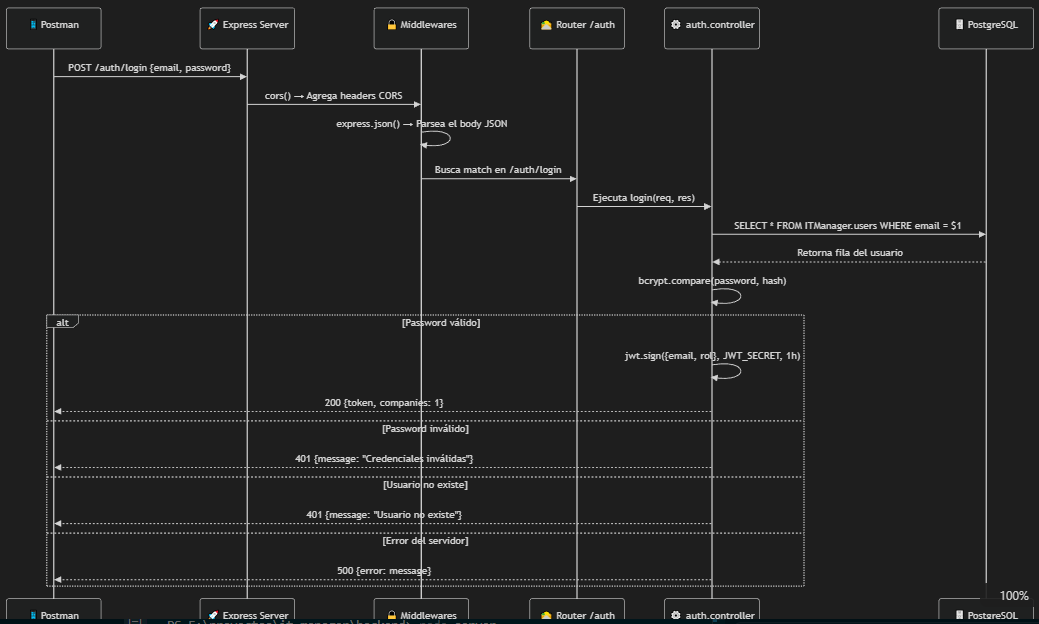 Postman
Express Server
Middlewares
Router /auth
auth.controller
PostgreSQL
POST /auth/login {email, password}
cors() → Agrega headers CORS
express.json() → Parsea el body JSON
Busca match en /auth/login
Ejecuta login(req, res)
SELECT * FROM ITManager.users WHERE email = $1
Retorna fila del usuario
bcrypt.compare(password, hash)
alt
[Password válido]
jwt.sign({email, rol}, JWT_SECRET, 1h)
200 {token, companies: 1}
[Password inválido]
401 {message: "Credenciales inválidas"}
[Usuario no existe]
401 {message: "Usuario no existe"}
[Error del servidor]
500 {error: message}
100%
Postman
Express Server
Middlewares
Router /auth
auth.controller
PostgreSQL